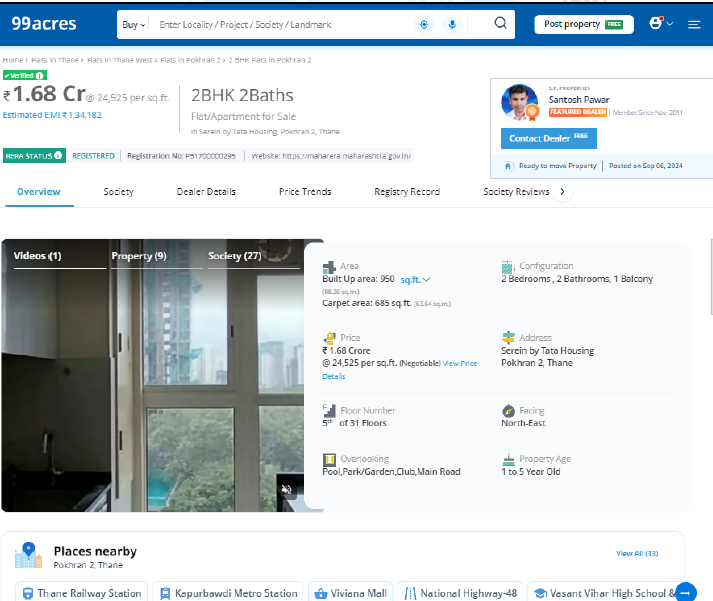 99acres
Buy
Enter Locality / Project / Society / Landmark
Post property FREE
Home › Flats in Thane › Flats in Thane West › Flats in Pokhran 2 › 2 BHK Flats in Pokhran 2
Verified
₹1.68 Cr @ 24,525 per sq.ft.
Estimated EMI ₹1,34,182
2BHK 2Baths
Flat/Apartment for Sale
in Serein by Tata Housing, Pokhran 2, Thane
S.K. PROPERTIES
Santosh Pawar
FEATURED DEALER | Member Since Nov, 2011
Contact Dealer FREE
Ready to move Property | Posted on Sep 06, 2024
RERA STATUS REGISTERED | Registration No: P51700000295 | Website: https://maharera.maharashtra.gov.in/
Overview
Society
Dealer Details
Price Trends
Registry Record
Society Reviews
Videos (1)
Property (9)
Society (27)
Area
Built Up area: 950 sq.ft.
(88.26 sq.m.)
Carpet area: 685 sq.ft. (63.64 sq.m.)
Configuration
2 Bedrooms , 2 Bathrooms, 1 Balcony
Price
₹ 1.68 Crore
@ 24,525 per sq.ft. (Negotiable) View Price
Details
Address
Serein by Tata Housing
Pokhran 2, Thane
Floor Number
5th of 31 Floors
Facing
North-East
Overlooking
Pool,Park/Garden,Club,Main Road
Property Age
1 to 5 Year Old
Places nearby
Pokhran 2, Thane
View All (13)
Thane Railway Station
Kapurbawdi Metro Station
Viviana Mall
National Highway-48
Vasant Vihar High School &